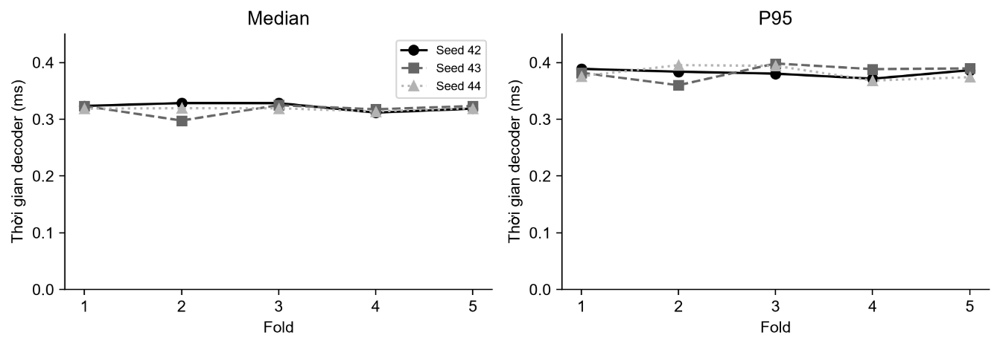 Median
Thời gian decoder (ms)
0.4
0.3
0.2
0.1
0.0
Seed 42
Seed 43
Seed 44
1 2 3 4 5
Fold
P95
Thời gian decoder (ms)
0.4
0.3
0.2
0.1
0.0
1 2 3 4 5
Fold